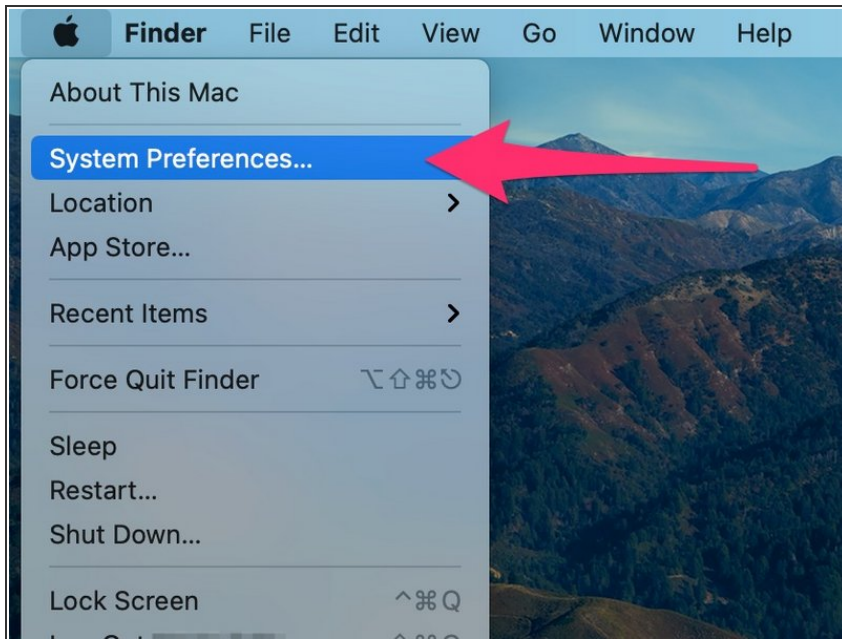 Finder File Edit View Go Window Help
About This Mac
System Preferences...
Location
App Store...
Recent Items
Force Quit Finder ⌥⇧⌘⎋
Sleep
Restart...
Shut Down...
Lock Screen ^⌘Q